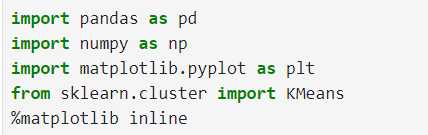 import pandas as pd
import numpy as np
import matplotlib.pyplot as plt
from sklearn.cluster import KMeans
%matplotlib inline